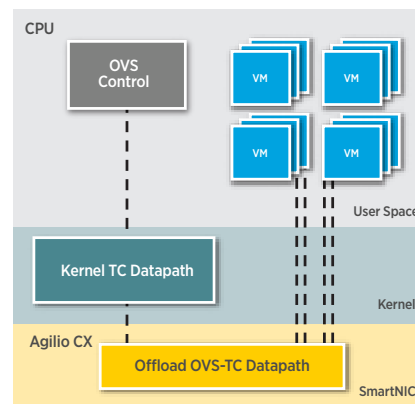 CPU
OVS
Control
VM
VM
VM
VM
User Space
Kernel TC Datapath
Kernel
Agilio CX
Offload OVS-TC Datapath
SmartNIC